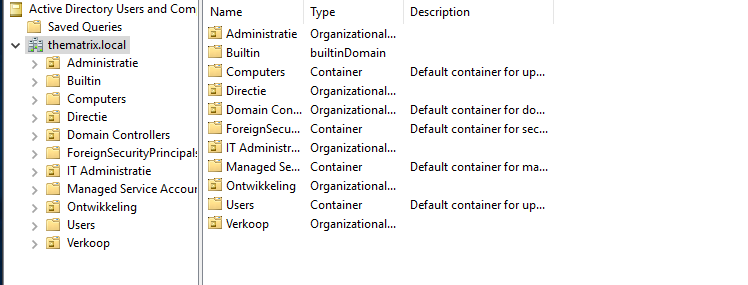 Active Directory Users and Com
Saved Queries
thematrix.local
Administratie
Builtin
Computers
Directie
Domain Controllers
ForeignSecurityPrincipals
IT Administratie
Managed Service Accour
Ontwikkeling
Users
Verkoop
Name Type Description
Administratie Organizational...
Builtin builtinDomain
Computers Container Default container for up...
Directie Organizational...
Domain Con... Organizational... Default container for do...
ForeignSecu... Container Default container for sec...
IT Administr... Organizational...
Managed Se... Container Default container for ma...
Ontwikkeling Organizational...
Users Container Default container for up...
Verkoop Organizational...